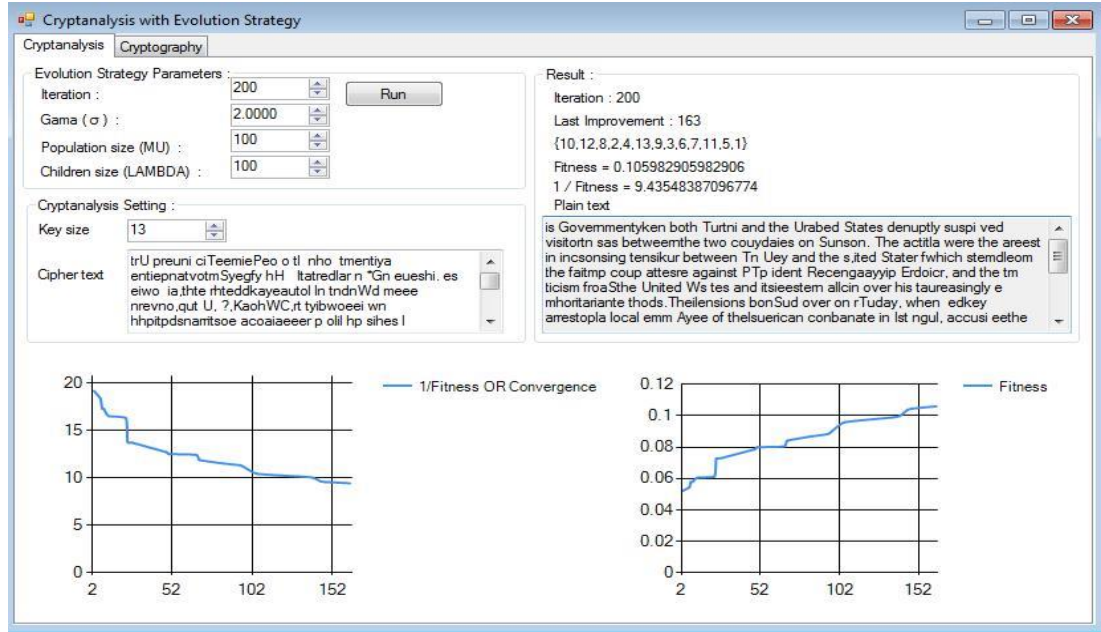 Cryptanalysis with Evolution Strategy
Cryptanalysis Cryptography
Evolution Strategy Parameters :
Iteration : 200
Run
Gama ( σ ) : 2.0000
Population size (MU) : 100
Children size (LAMBDA) : 100
Cryptanalysis Setting :
Key size 13
Cipher text
trU preuni ciTeemiePeo o tl nho tmentiya
entiepnatvotmSyegfy hH Itatredlar n "Gn eueshi. es
eiwo ia,thte rhteddkayeautol ln tndnWd meee
nrevno,qut U, ?,KaohWC,rt tyibwoeei wn
hhpitpdsnamtsoe acoaiaeeer p olil hp sihes l
Result :
Iteration : 200
Last Improvement : 163
{10,12,8,2,4,13,9,3,6,7,11,5,1}
Fitness = 0.105982905982906
1 / Fitness = 9.43548387096774
Plain text
is Governmentyken both Turtni and the Urabed States denuptly suspi ved
visitortn sas betweemthe two couydaies on Sunson. The actitla were the areest
in incsonsing tensikur between Tn Uey and the s,ited Stater fwhich stemdleom
the faitmp coup attesre against PTp ident Recengaayyip Erdoicr, and the tm
ticism froaSthe United Ws tes and itsieestem allcin over his taureasingly e
mhoritariante thods.Theilensions bonSud over on rTuday, when edkey
arrestopla local emm Ayee of thelsuerican conbanate in Ist ngul, accusi eethe
20
15
10
5
0
2 52 102 152
1/Fitness OR Convergence
0.12
0.1
0.08
0.06
0.04
0.02
0
2 52 102 152
Fitness